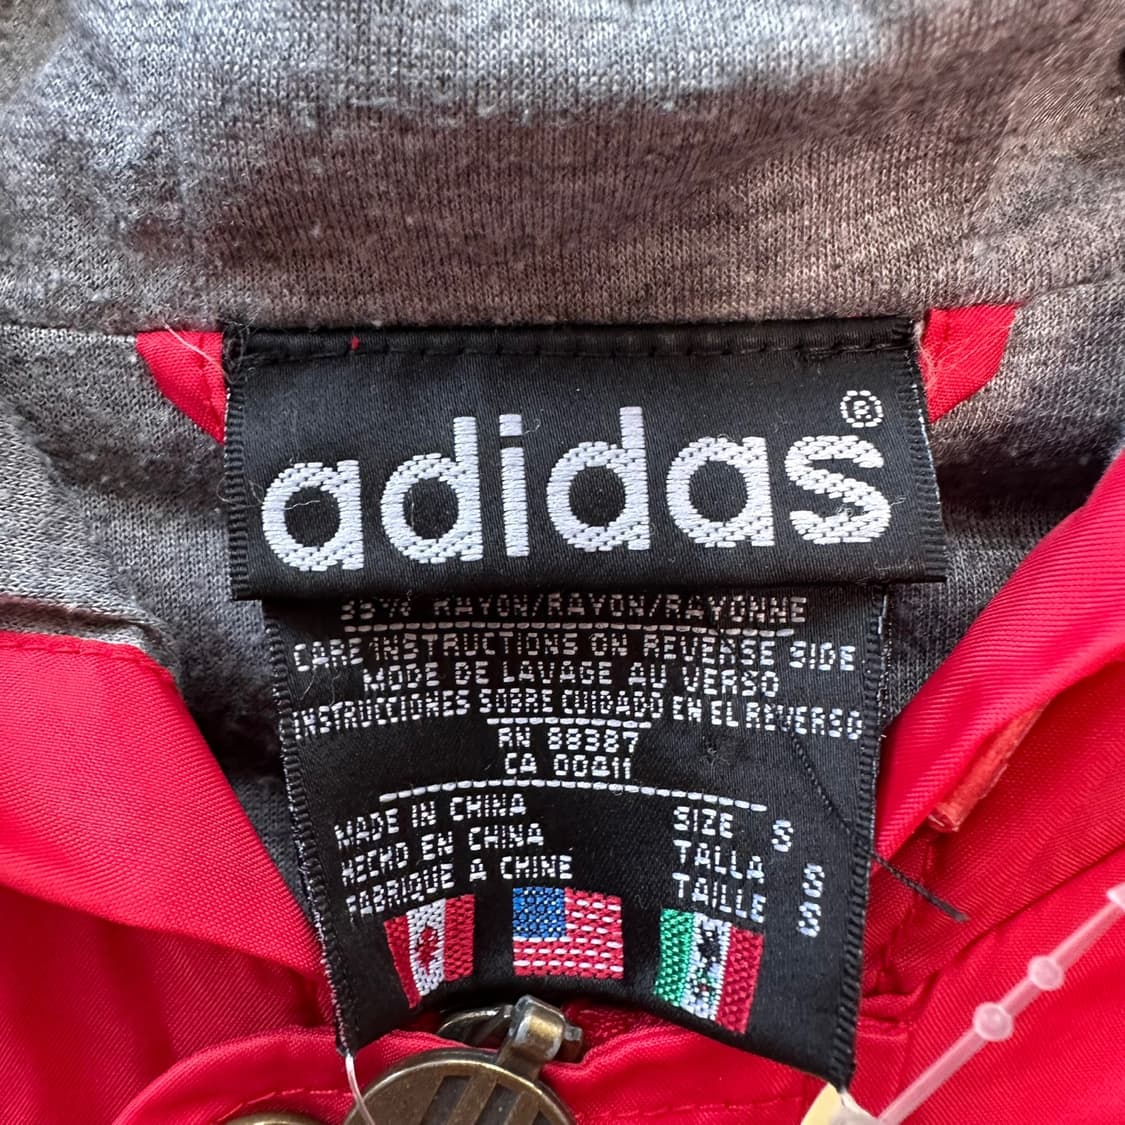 adidas®
35% RAYON/RAYON/RAYONNE
CARE INSTRUCTIONS ON REVERSE SIDE
MODE DE LAVAGE AU VERSO
INSTRUCCIONES SOBRE CUIDADO EN EL REVERSO
RN 88387
CA 00411
MADE IN CHINA
HECHO EN CHINA
FABRIQUE A CHINE
SIZE S
TALLA S
TAILLE S